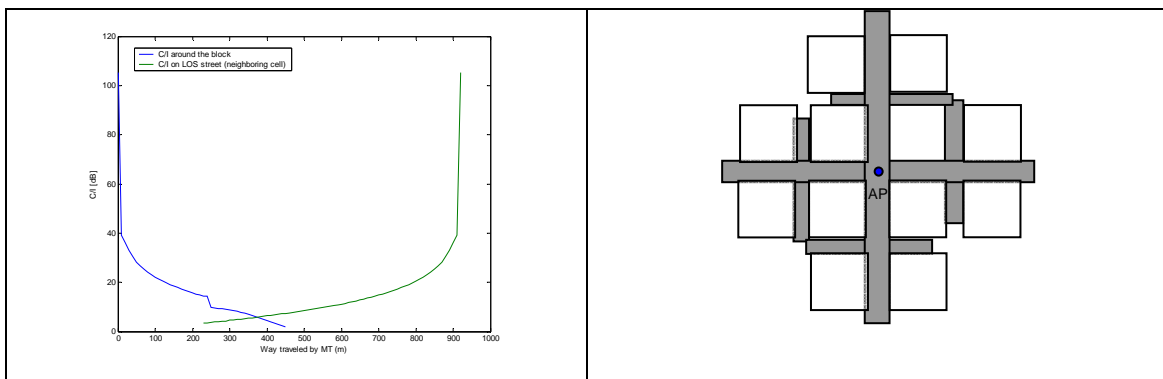 120
100
80
60
40
20
0
C/I [dB]
C/I around the block
C/I on LOS street (neighboring cell)
0 100 200 300 400 500 600 700 800 900 1000
Way traveled by MT (m)
AP